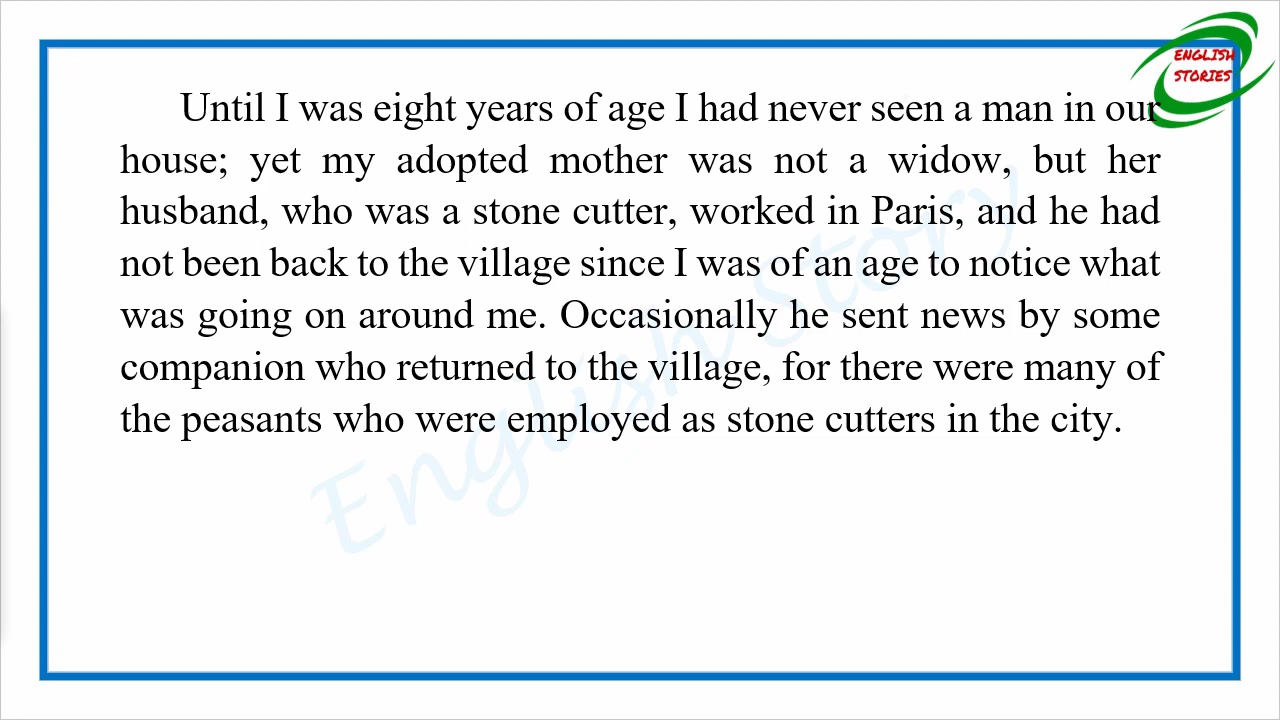 ENGLISH
STORIES
Until I was eight years of age I had never seen a man in our
house; yet my adopted mother was not a widow, but her
husband, who was a stone cutter, worked in Paris, and he had
not been back to the village since I was of an age to notice what
was going on around me. Occasionally he sent news by some
companion who returned to the village, for there were many of
the peasants who were employed as stone cutters in the city.
English Story